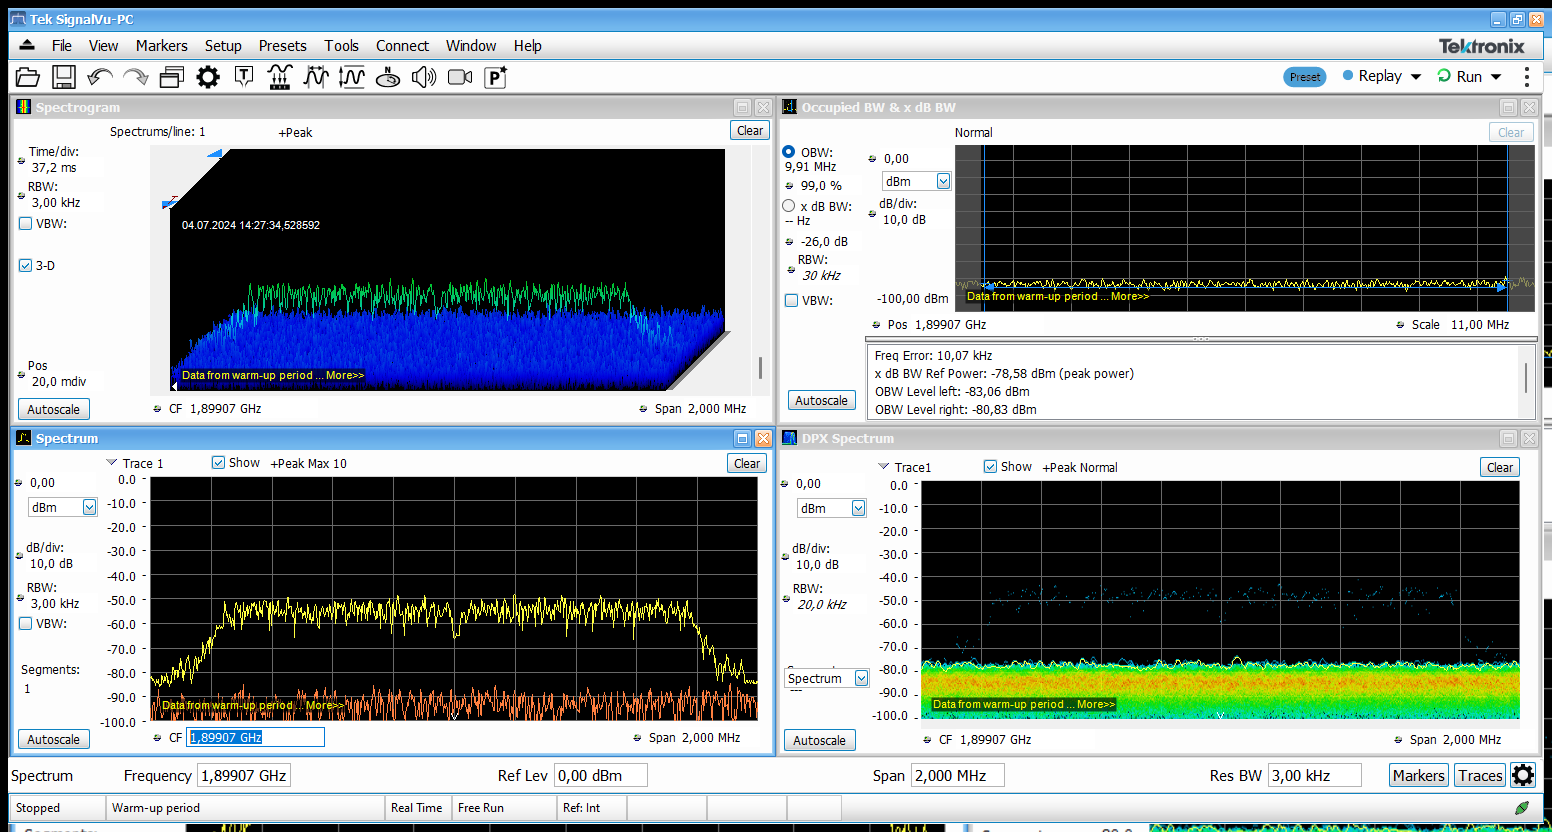 Tek SignalVu-PC
File View Markers Setup Presets Tools Connect Window Help
Tektronix
Preset Replay Run
Spectrogram
Spectrums/line: 1
+Peak
Clear
Time/div:
37,2 ms
RBW:
3,00 kHz
VBW:
3-D
04.07.2024 14:27:34,528592
Data from warm-up period ... More>>
Pos
20,0 mdiv
Autoscale
CF 1,89907 GHz
Span 2,000 MHz
Occupied BW & x dB BW
Normal
Clear
OBW:
9,91 MHz
99,0 %
x dB BW:
-- Hz
-26,0 dB
RBW:
30 kHz
VBW:
Autoscale
0,00
dBm
dB/div:
10,0 dB
-100,00 dBm
Data from warm-up period ... More>>
Pos 1,89907 GHz
Scale 11,00 MHz
Freq Error: 10,07 kHz
x dB BW Ref Power: -78,58 dBm (peak power)
OBW Level left: -83,06 dBm
OBW Level right: -80,83 dBm
Spectrum
Trace 1
Show
+Peak Max 10
Clear
0,00
dBm
dB/div:
10,0 dB
RBW:
3,00 kHz
VBW:
Segments:
1
Autoscale
0.0
-10.0
-20.0
-30.0
-40.0
-50.0
-60.0
-70.0
-80.0
-90.0
-100.0
Data from warm-up period ... More>>
CF 1,89907 GHz
Span 2,000 MHz
DPX Spectrum
Trace1
Show
+Peak Normal
Clear
0,00
dBm
dB/div:
10,0 dB
RBW:
20,0 kHz
Spectrum
---
Autoscale
0.0
-10.0
-20.0
-30.0
-40.0
-50.0
-60.0
-70.0
-80.0
-90.0
-100.0
Data from warm-up period ... More>>
CF 1,89907 GHz
Span 2,000 MHz
Spectrum Frequency 1,89907 GHz Ref Lev 0,00 dBm Span 2,000 MHz Res BW 3,00 kHz Markers Traces
Stopped Warm-up period Real Time Free Run Ref: Int